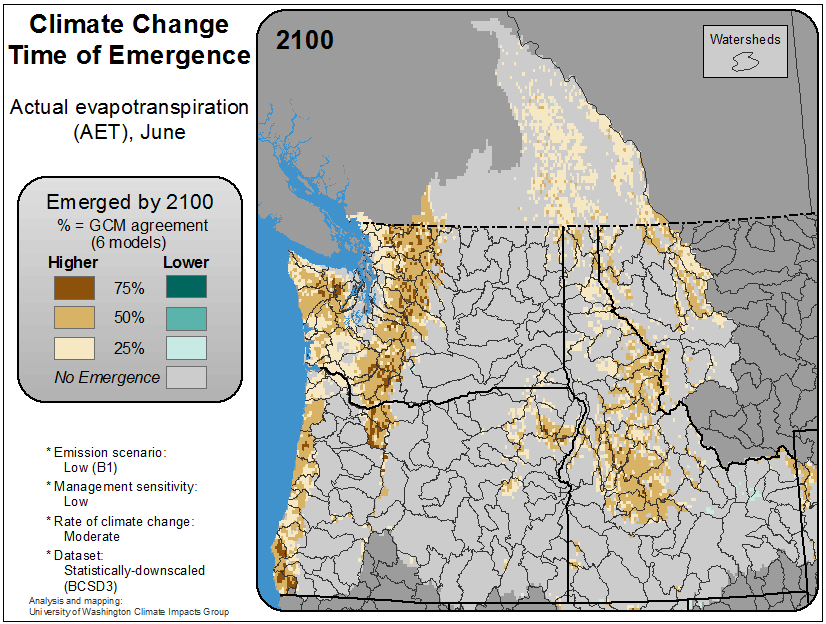 Climate Change
Time of Emergence
Actual evapotranspiration
(AET), June
Emerged by 2100
% = GCM agreement
(6 models)
Higher Lower
75%
50%
25%
No Emergence
* Emission scenario:
Low (B1)
* Management sensitivity:
Low
* Rate of climate change:
Moderate
* Dataset:
Statistically-downscaled
(BCSD3)
Analysis and mapping:
University of Washington Climate Impacts Group
2100
Watersheds